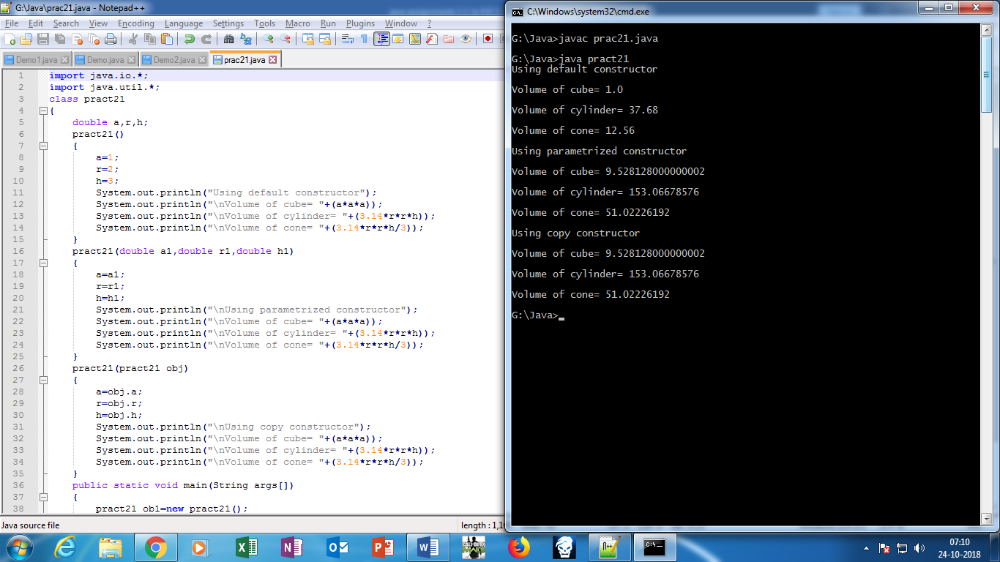 G:\Java\prac21.java - Notepad++
File Edit Search View Encoding Language Settings Tools Macro Run Plugins Window ?
Demo1.java Demo.java Demo2.java prac21.java
1 import java.io.*;
2 import java.util.*;
3 class pract21
4 {
5 double a,r,h;
6 pract21()
7 {
8 a=1;
9 r=2;
10 h=3;
11 System.out.println("Using default constructor");
12 System.out.println("\nVolume of cube= "+(a*a*a));
13 System.out.println("\nVolume of cylinder= "+(3.14*r*r*h));
14 System.out.println("\nVolume of cone= "+(3.14*r*r*h/3));
15 }
16 pract21(double a1,double r1,double h1)
17 {
18 a=a1;
19 r=r1;
20 h=h1;
21 System.out.println("\nUsing parametrized constructor");
22 System.out.println("\nVolume of cube= "+(a*a*a));
23 System.out.println("\nVolume of cylinder= "+(3.14*r*r*h));
24 System.out.println("\nVolume of cone= "+(3.14*r*r*h/3));
25 }
26 pract21(pract21 obj)
27 {
28 a=obj.a;
29 r=obj.r;
30 h=obj.h;
31 System.out.println("\nUsing copy constructor");
32 System.out.println("\nVolume of cube= "+(a*a*a));
33 System.out.println("\nVolume of cylinder= "+(3.14*r*r*h));
34 System.out.println("\nVolume of cone= "+(3.14*r*r*h/3));
35 }
36 public static void main(String args[])
37 {
38 pract21 ob1=new pract21();
Java source file length : 1,1
C:\Windows\system32\cmd.exe
G:\Java>javac prac21.java
G:\Java>java pract21
Using default constructor
Volume of cube= 1.0
Volume of cylinder= 37.68
Volume of cone= 12.56
Using parametrized constructor
Volume of cube= 9.528128000000002
Volume of cylinder= 153.06678576
Volume of cone= 51.02226192
Using copy constructor
Volume of cube= 9.528128000000002
Volume of cylinder= 153.06678576
Volume of cone= 51.02226192
G:\Java>
07:10
24-10-2018